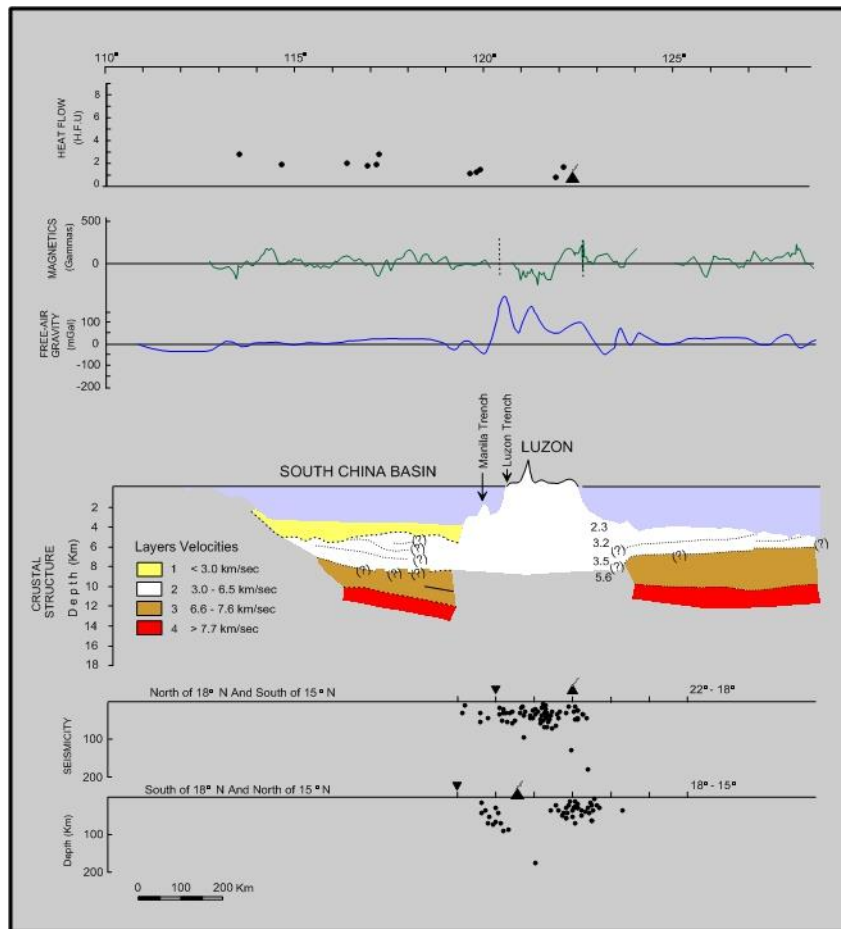 110°
115°
120°
125°
HEAT FLOW
(H.F.U)
8
6
4
2
0
MAGNETICS
(Gammas)
500
0
FREE-AIR
GRAVITY
(mGal)
100
0
-100
-200
Manila Trench
Luzon Trench
LUZON
SOUTH CHINA BASIN
CRUSTAL
STRUCTURE
Depth (Km)
2
4
6
8
10
12
14
16
18
Layers Velocities
1 < 3.0 km/sec
2 3.0 - 6.5 km/sec
3 6.6 - 7.6 km/sec
4 > 7.7 km/sec
(?)
(?)
(?)
(?)
(?) (?)
2.3
3.2
3.5
5.6
(?)
(?)
(?)
(?)
North of 18° N And South of 15° N
22° - 18°
SEISMICITY
100
200
South of 18° N And North of 15° N
18° - 15°
Depth (Km)
0
100
200
0 100 200 Km